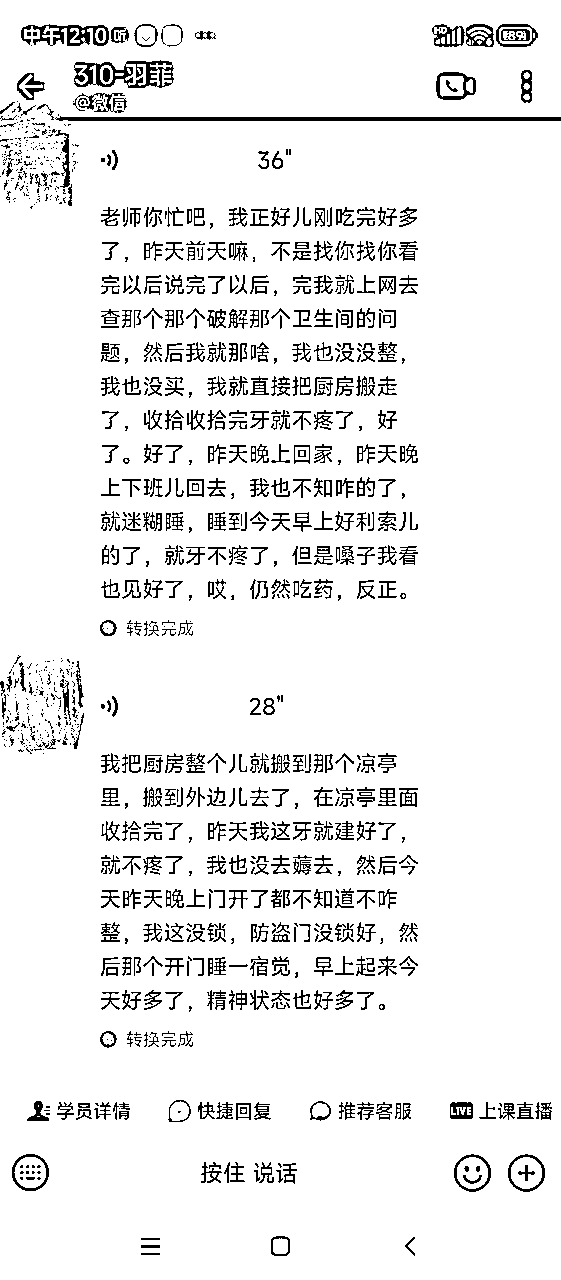 中午12:10
310-羽菲
@微信
36"
老师你忙吧，我正好儿刚吃完好多
了，昨天前天嘛，不是找你找你看
完以后说完了以后，完我就上网去
查那个那个破解那个卫生间的问
题，然后我就那啥，我也没没整，
我也没买，我就直接把厨房搬走
了，收拾收拾完牙就不疼了，好
了。好了，昨天晚上回家，昨天晚
上下班儿回去，我也不知咋的了，
就迷糊睡，睡到今天早上好利索儿
的了，就牙不疼了，但是嗓子我看
也见好了，哎，仍然吃药，反正。
转换完成
28"
我把厨房整个儿就搬到那个凉亭
里，搬到外边儿去了，在凉亭里面
收拾完了，昨天我这牙就建好了，
就不疼了，我也没去薅去，然后今
天昨天晚上门开了都不知道不咋
整，我这没锁，防盗门没锁好，然
后那个开门睡一宿觉，早上起来今
天好多了，精神状态也好多了。
转换完成
学员详情 快捷回复 推荐客服 LIVE 上课直播
按住 说话